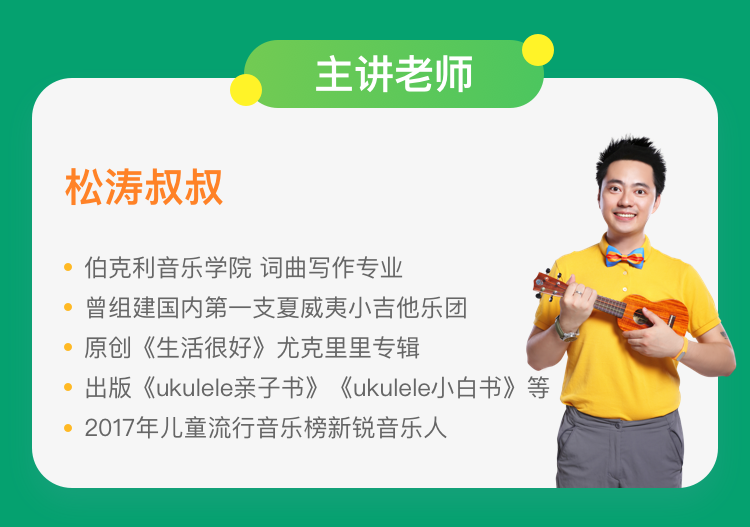 主讲老师
松涛叔叔
伯克利音乐学院 词曲写作专业
曾组建国内第一支夏威夷小吉他乐团
原创《生活很好》尤克里里专辑
出版《ukulele亲子书》《ukulele小白书》等
2017年儿童流行音乐榜新锐音乐人